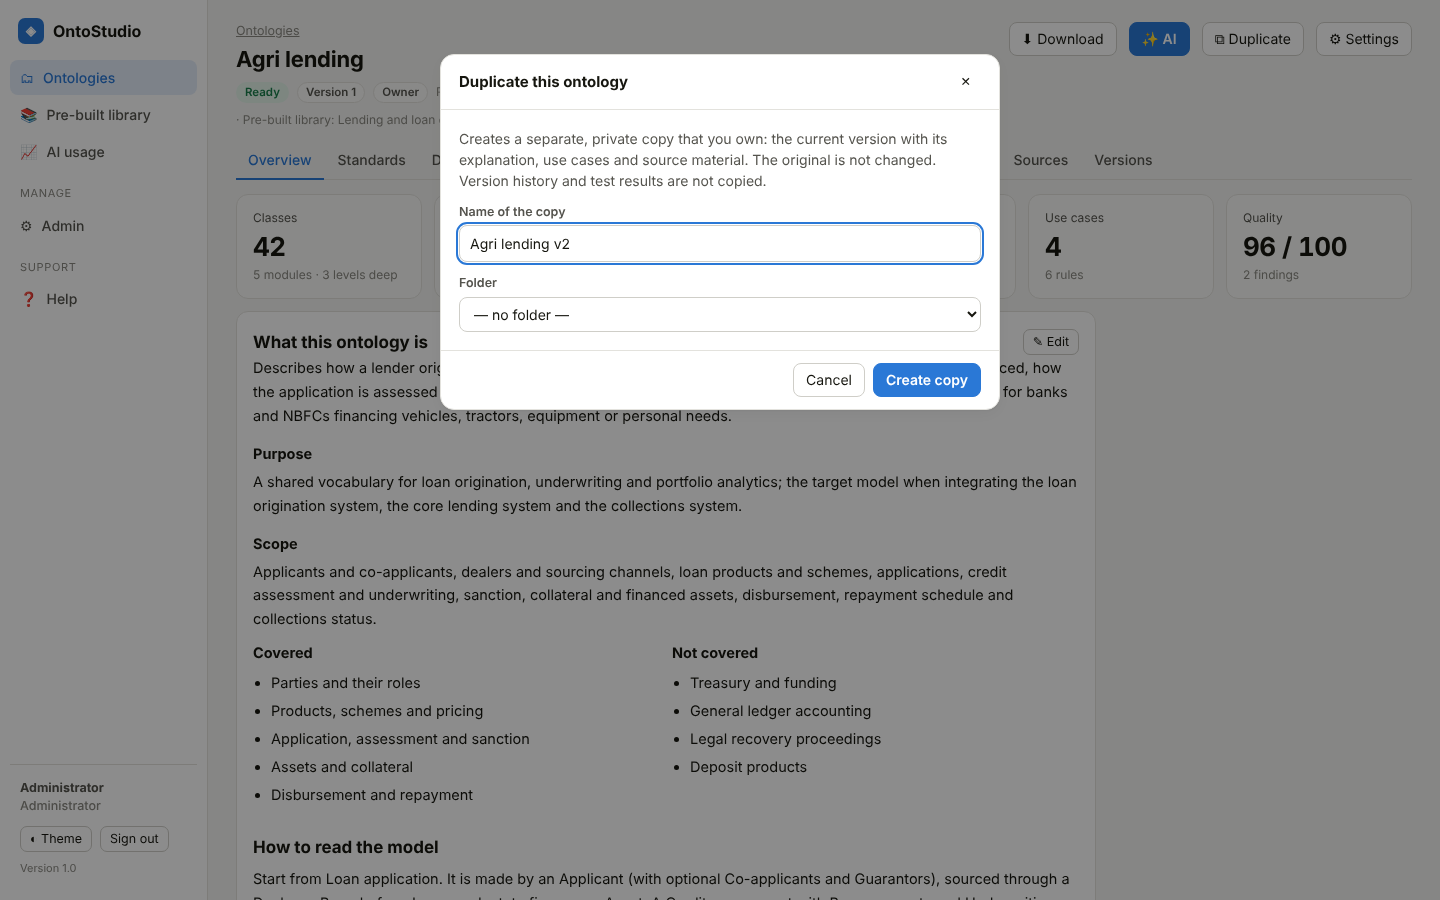 OntoStudio
Ontologies
Pre-built library
AI usage
MANAGE
Admin
SUPPORT
Help
Administrator
Administrator
Theme
Sign out
Version 1.0
Ontologies
Agri lending
Ready
Version 1
Owner
· Pre-built library: Lending and loan
Download
AI
Duplicate
Settings
Overview
Standards
Sources
Versions
Classes
42
5 modules · 3 levels deep
Use cases
4
6 rules
Quality
96 / 100
2 findings
Duplicate this ontology
×
Creates a separate, private copy that you own: the current version with its
explanation, use cases and source material. The original is not changed.
Version history and test results are not copied.
Name of the copy
Agri lending v2
Folder
— no folder —
Cancel
Create copy
What this ontology is
Edit
Describes how a lender how
the application is assessed for banks
and NBFCs financing vehicles, tractors, equipment or personal needs.
Purpose
A shared vocabulary for loan origination, underwriting and portfolio analytics; the target model when integrating the loan
origination system, the core lending system and the collections system.
Scope
Applicants and co-applicants, dealers and sourcing channels, loan products and schemes, applications, credit
assessment and underwriting, sanction, collateral and financed assets, disbursement, repayment schedule and
collections status.
Covered
• Parties and their roles
• Products, schemes and pricing
• Application, assessment and sanction
• Assets and collateral
• Disbursement and repayment
Not covered
• Treasury and funding
• General ledger accounting
• Legal recovery proceedings
• Deposit products
How to read the model
Start from Loan application. It is made by an Applicant (with optional Co-applicants and Guarantors), sourced through a